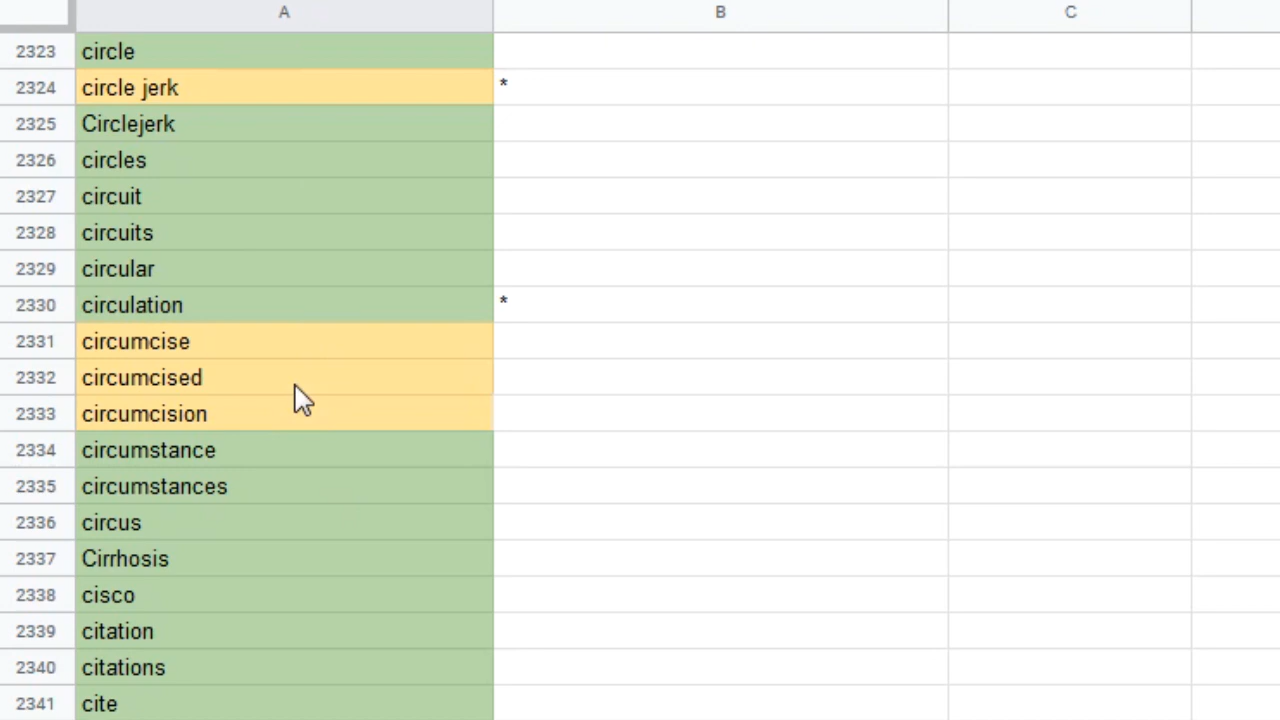 A B C
2323 circle
2324 circle jerk *
2325 Circlejerk
2326 circles
2327 circuit
2328 circuits
2329 circular
2330 circulation *
2331 circumcise
2332 circumcised
2333 circumcision
2334 circumstance
2335 circumstances
2336 circus
2337 Cirrhosis
2338 cisco
2339 citation
2340 citations
2341 cite